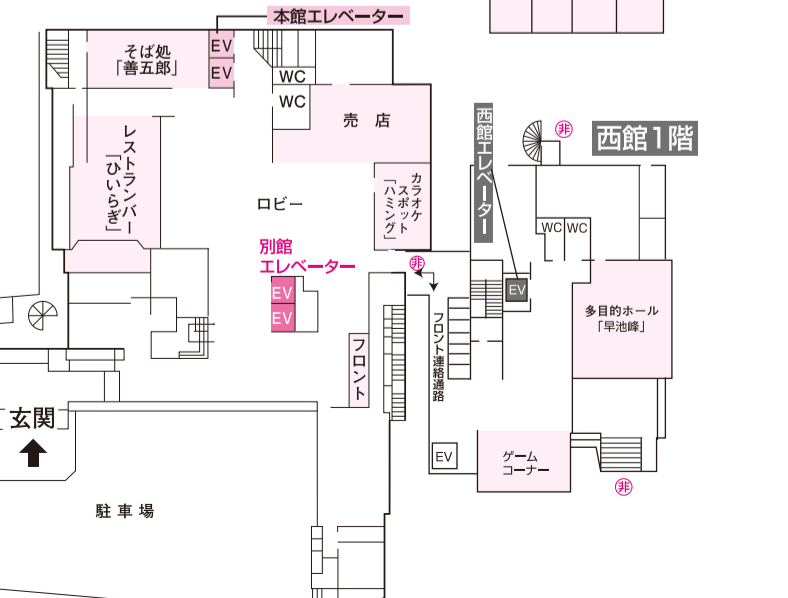 本館エレベーター
そば処
「善五郎」
EV
EV
WC
WC
売店
レストランバー
「ひいらぎ」
カラオケ
スポット
「ハミング」
ロビー
別館
エレベーター
EV
EV
フロント
玄関
駐車場
非
フロント連絡通路
EV
西館エレベーター
非
西館1階
WC
WC
EV
多目的ホール
「早池峰」
ゲーム
コーナー
非